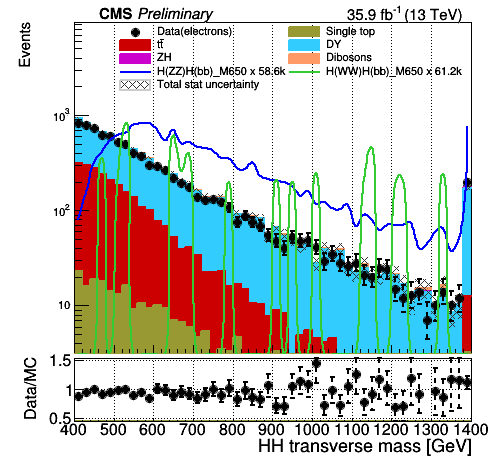 CMS Preliminary 35.9 fb⁻¹ (13 TeV)
Data(electrons) Single top
tt̄ DY
ZH Dibosons
H(ZZ)H(bb)_M650 x 58.6k H(WW)H(bb)_M650 x 61.2k
Total stat uncertainty
Events
10³
10²
10
1.5
1
0.5
Data/MC
400 500 600 700 800 900 1000 1100 1200 1300 1400
HH transverse mass [GeV]